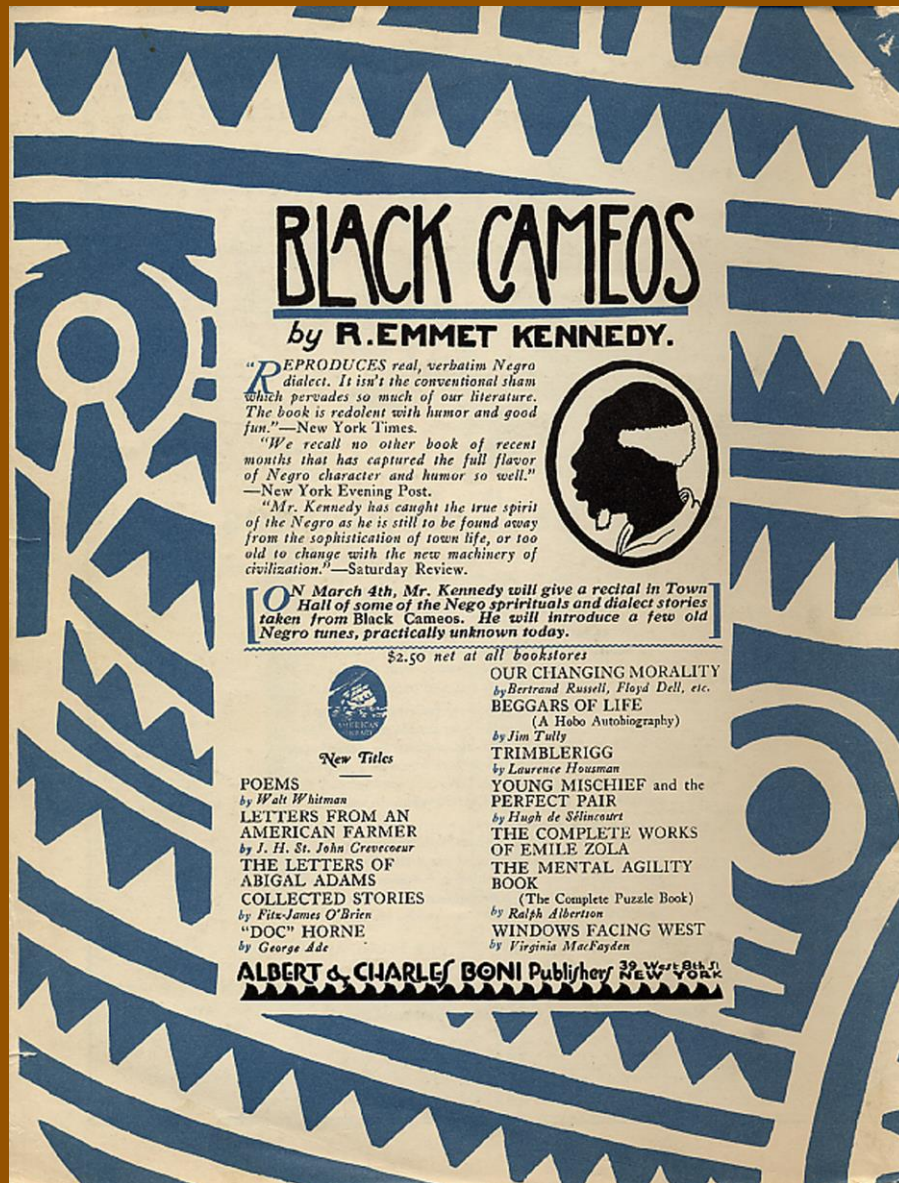 BLACK CAMEOS
by R. EMMET KENNEDY.
"REPRODUCES real, verbatim Negro
dialect. It isn't the conventional sham
which pervades so much of our literature.
The book is redolent with humor and good
fun."—New York Times.
"We recall no other book of recent
months that has captured the full flavor
of Negro character and humor so well."
—New York Evening Post.
"Mr. Kennedy has caught the true spirit
of the Negro as he is still to be found away
from the sophistication of town life, or too
old to change with the new machinery of
civilization."—Saturday Review.
[ON March 4th, Mr. Kennedy will give a recital in Town
Hall of some of the Nego sprirituals and dialect stories
taken from Black Cameos. He will introduce a few old
Negro tunes, practically unknown today.]
$2.50 net at all bookstores
AMERICAN
LIBRARY
New Titles
POEMS
by Walt Whitman
LETTERS FROM AN
AMERICAN FARMER
by J. H. St. John Crevecoeur
THE LETTERS OF
ABIGAL ADAMS
COLLECTED STORIES
by Fitz-James O'Brien
"DOC" HORNE
by George Ade
OUR CHANGING MORALITY
by Bertrand Russell, Floyd Dell, etc.
BEGGARS OF LIFE
(A Hobo Autobiography)
by Jim Tully
TRIMBLERIGG
by Laurence Housman
YOUNG MISCHIEF and the
PERFECT PAIR
by Hugh de Sélincourt
THE COMPLETE WORKS
OF EMILE ZOLA
THE MENTAL AGILITY
BOOK
(The Complete Puzzle Book)
by Ralph Albertson
WINDOWS FACING WEST
by Virginia MacFayden
ALBERT & CHARLES BONI Publishers 39 West 8th St
NEW YORK